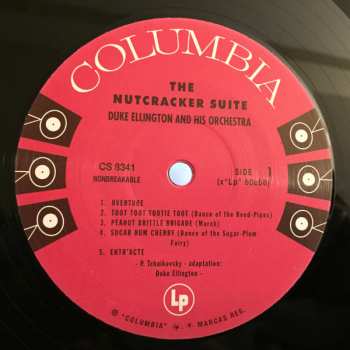 COLUMBIA
THE
NUTCRACKER SUITE
DUKE ELLINGTON AND HIS ORCHESTRA
CS 8341
NONBREAKABLE
SIDE 1
1. OVERTURE
2. TOOT TOOT TOOTIE TOOT (Dance of the Reed-Pipes)
3. PEANUT BRITTLE BRIGADE (March)
4. SUGAR RUM CHERRY (Dance of the Sugar-Plum
Fairy)
5. ENTR'ACTE
- P. Tchaikovsky - adaptation:
Duke Ellington -
Lp
® "COLUMBIA" ℗. MARCAS REG.